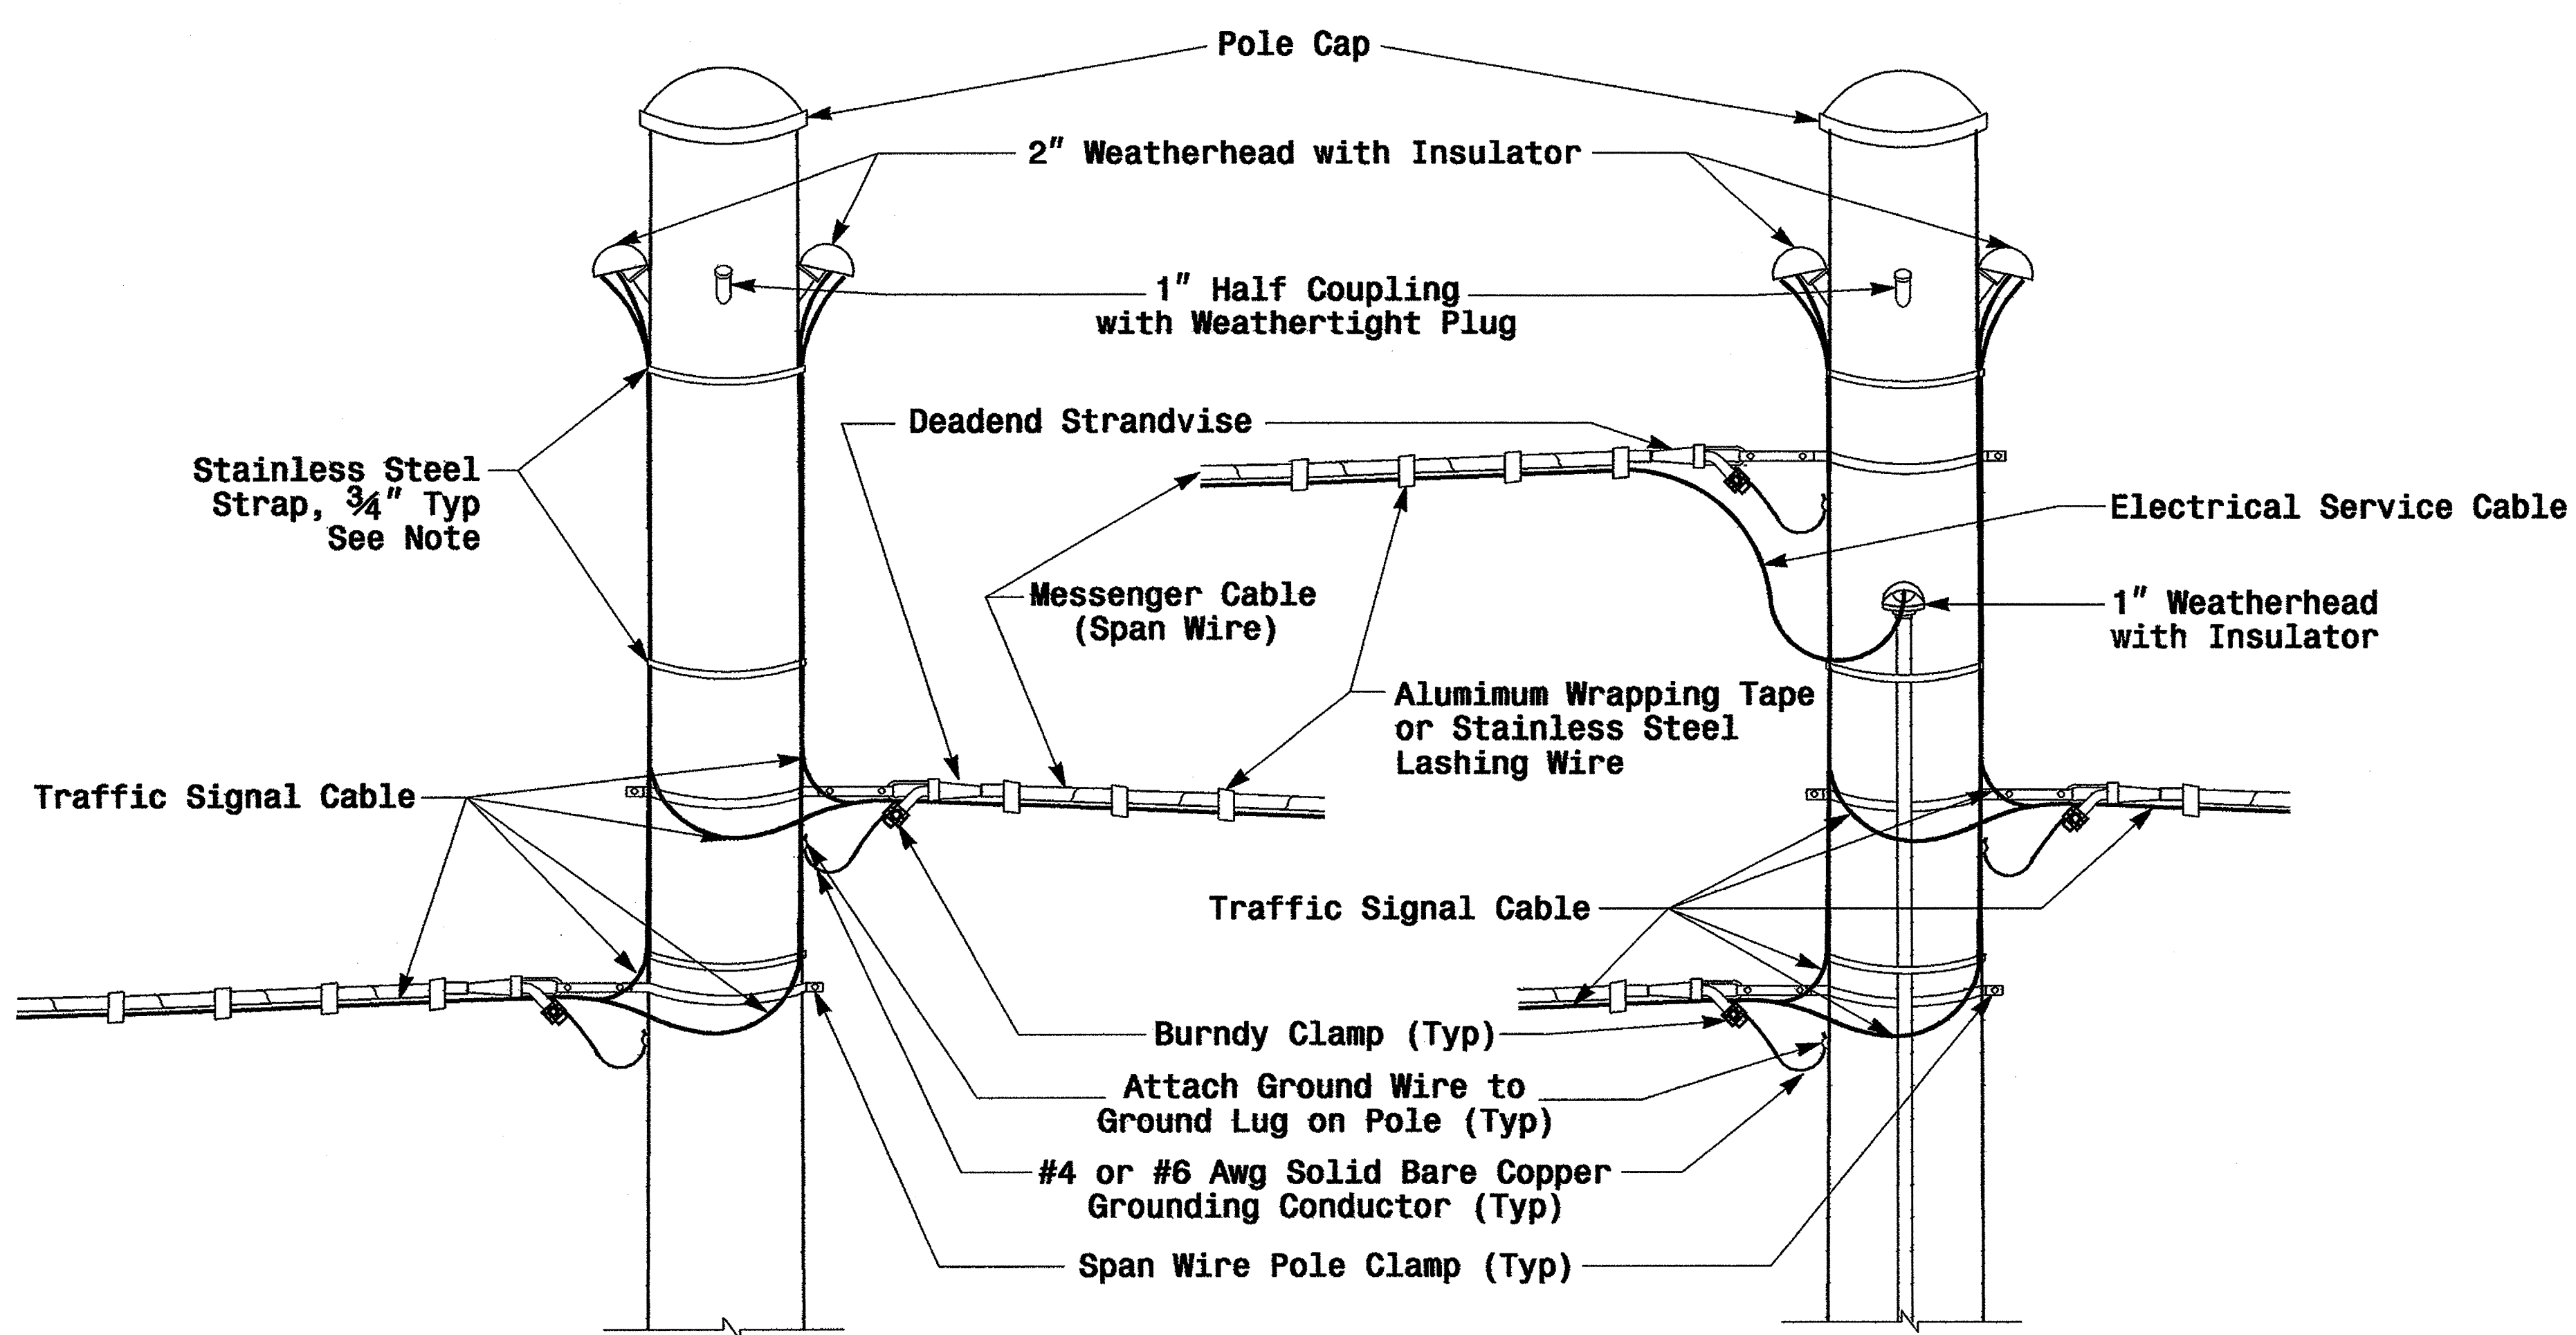 Pole Cap
2" Weatherhead with Insulator
1" Half Coupling
with Weathertight Plug
Deadend Strandvise
Stainless Steel
Strap, ¾" Typ
See Note
Electrical Service Cable
Messenger Cable
(Span Wire)
1" Weatherhead
with Insulator
Alumimum Wrapping Tape
or Stainless Steel
Lashing Wire
Traffic Signal Cable
Traffic Signal Cable
Burndy Clamp (Typ)
Attach Ground Wire to
Ground Lug on Pole (Typ)
#4 or #6 Awg Solid Bare Copper
Grounding Conductor (Typ)
Span Wire Pole Clamp (Typ)